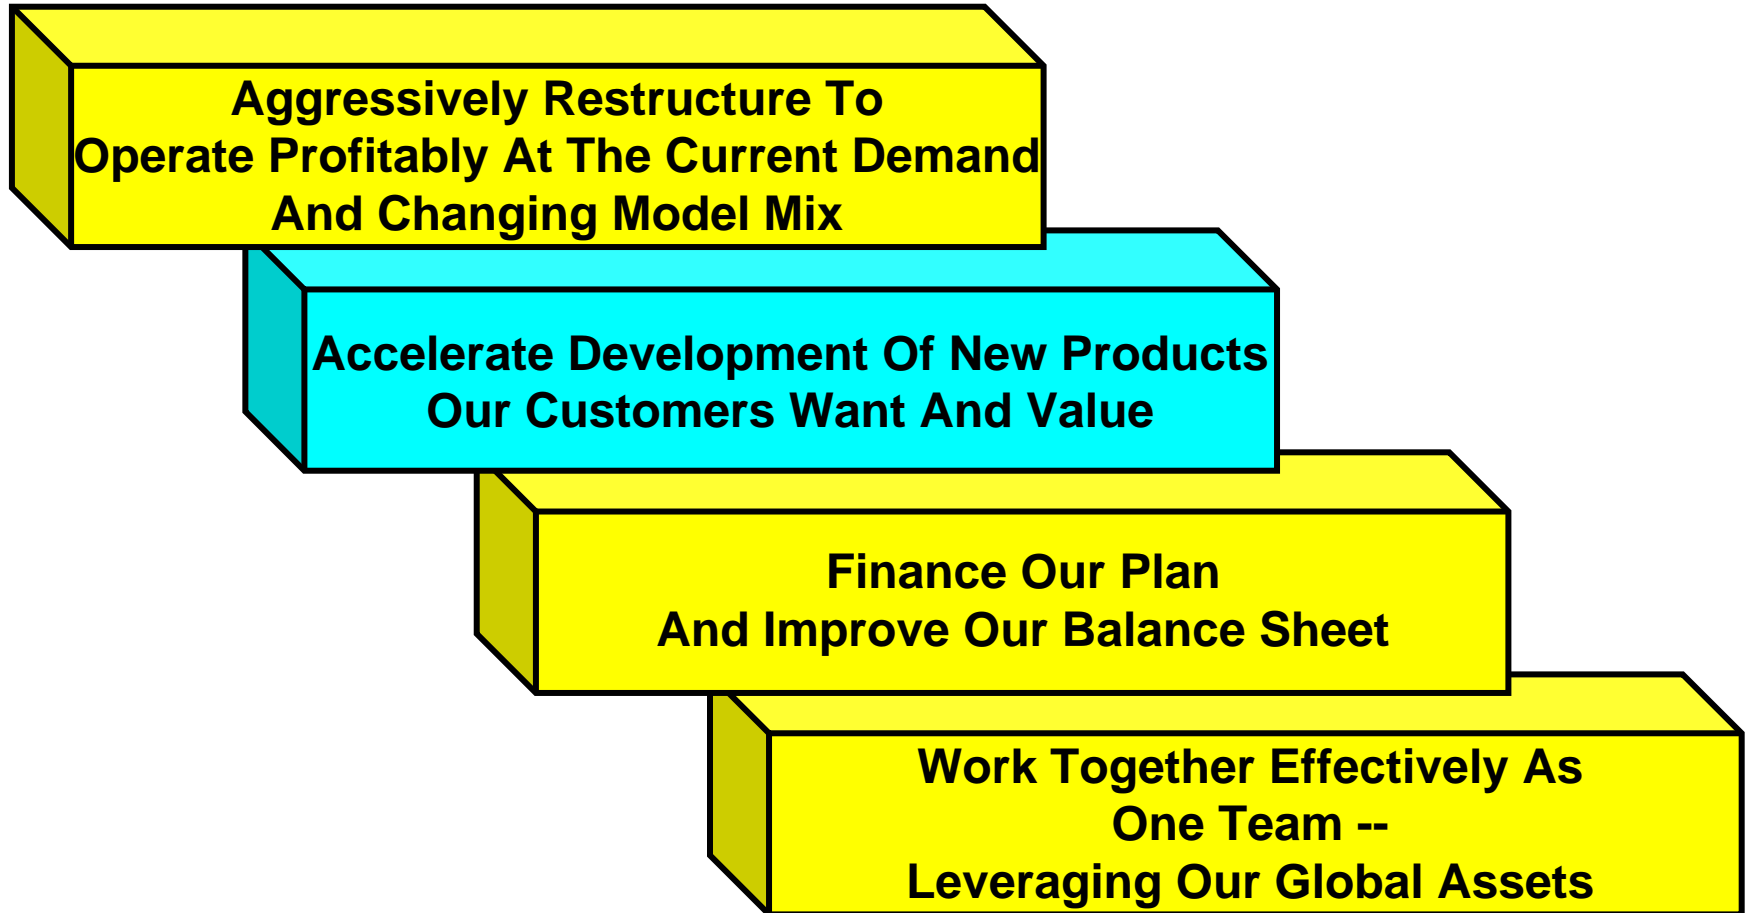 Aggressively Restructure To
Operate Profitably At The Current Demand
And Changing Model Mix
Accelerate Development Of New Products
Our Customers Want And Value
Finance Our Plan
And Improve Our Balance Sheet
Work Together Effectively As
One Team --
Leveraging Our Global Assets